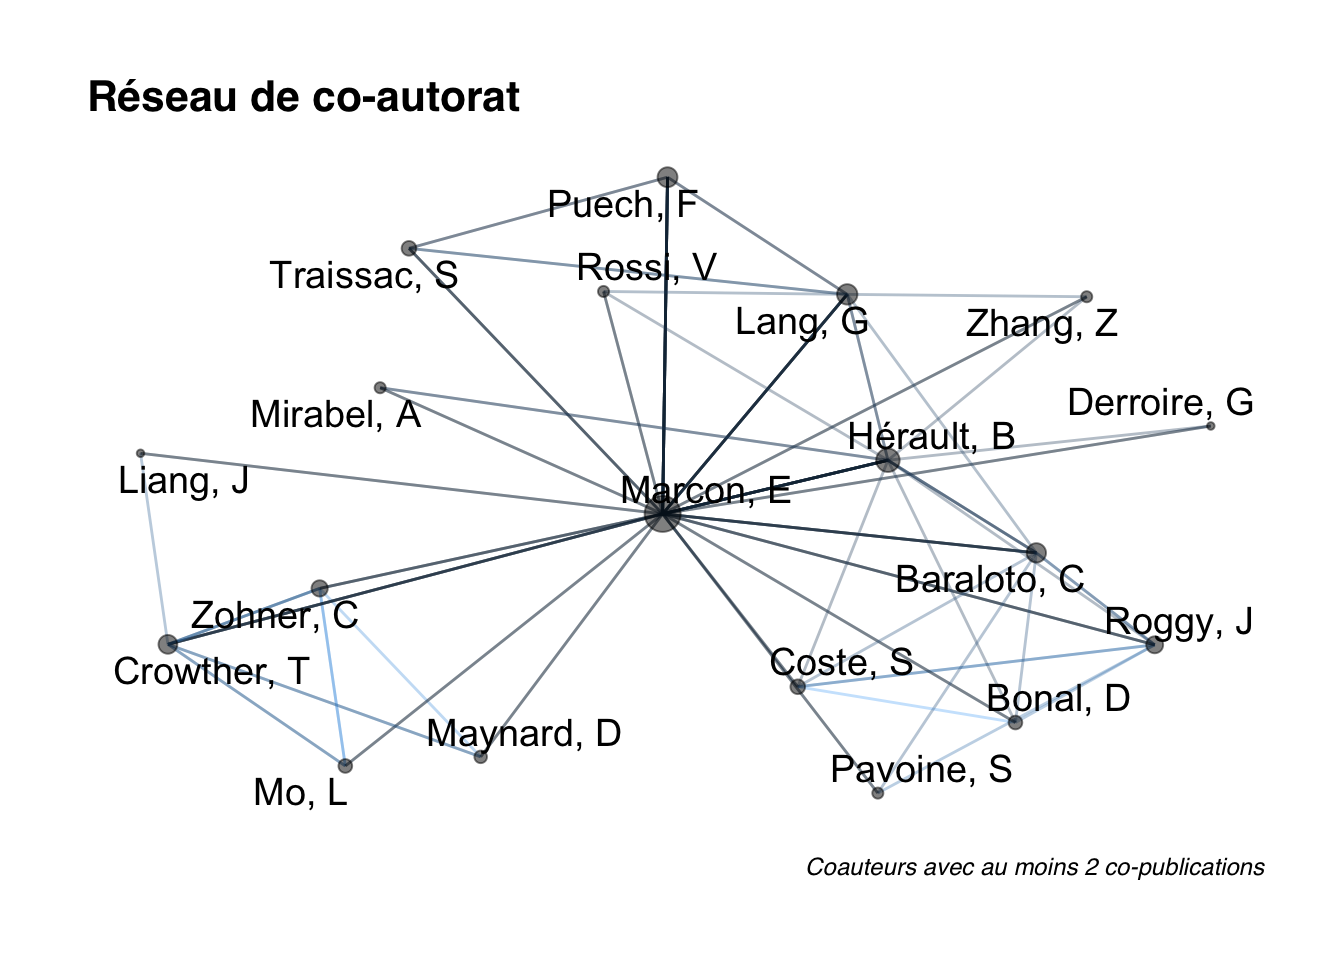 Réseau de co-autorat
Puech, F
Rossi, V
Traissac, S
Lang, G
Zhang, Z
Derroire, G
Mirabel, A
Hérault, B
Liang, J
Marcon, E
Baraloto, C
Zohner, C
Roggy, J
Crowther, T
Coste, S
Bonal, D
Maynard, D
Pavoine, S
Mo, L
Coauteurs avec au moins 2 co-publications